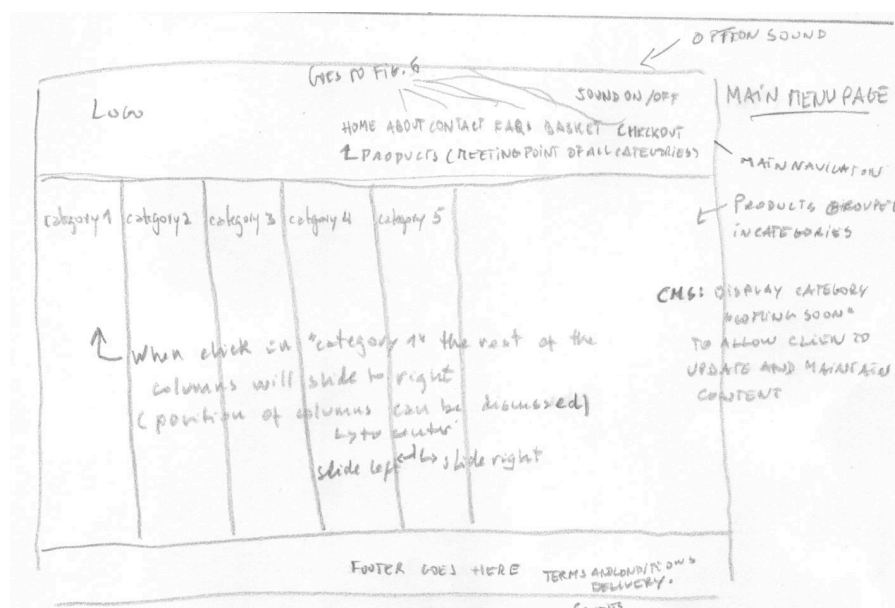 OPTION SOUND
GOES TO FIG. 6
SOUND ON/OFF
MAIN MENU PAGE
LOGO
HOME ABOUT CONTACT FAQS BASKET CHECKOUT
PRODUCTS (MEETING POINT OF ALL CATEGORIES)
MAIN NAVIGATION
category 1 category 2 category 3 category 4 category 5
PRODUCTS GROUPED
IN CATEGORIES
CMS: DISPLAY CATEGORY
"COMING SOON"
TO ALLOW CLIENT TO
UPDATE AND MAINTAIN
CONTENT
When click in "category 1" the rest of the
columns will slide to right
(position of columns can be discussed)
to center
slide left slide right
FOOTER GOES HERE TERMS AND CONDITIONS
DELIVERY.